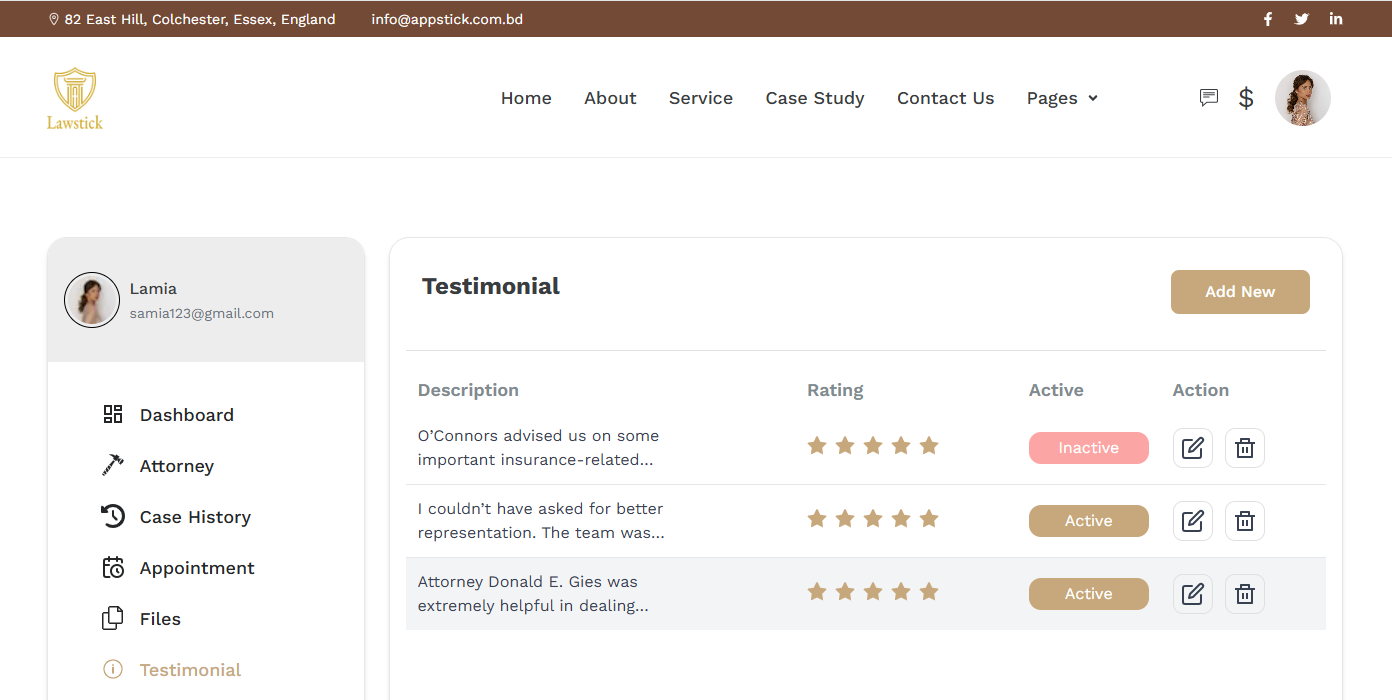 82 East Hill, Colchester, Essex, England info@appstick.com.bd
Lawstick
Home About Service Case Study Contact Us Pages
$
Lamia
samia123@gmail.com
Dashboard
Attorney
Case History
Appointment
Files
Testimonial
Testimonial
Add New
Description Rating Active Action
O’Connors advised us on some
important insurance-related...
Inactive
I couldn’t have asked for better
representation. The team was...
Active
Attorney Donald E. Gies was
extremely helpful in dealing...
Active